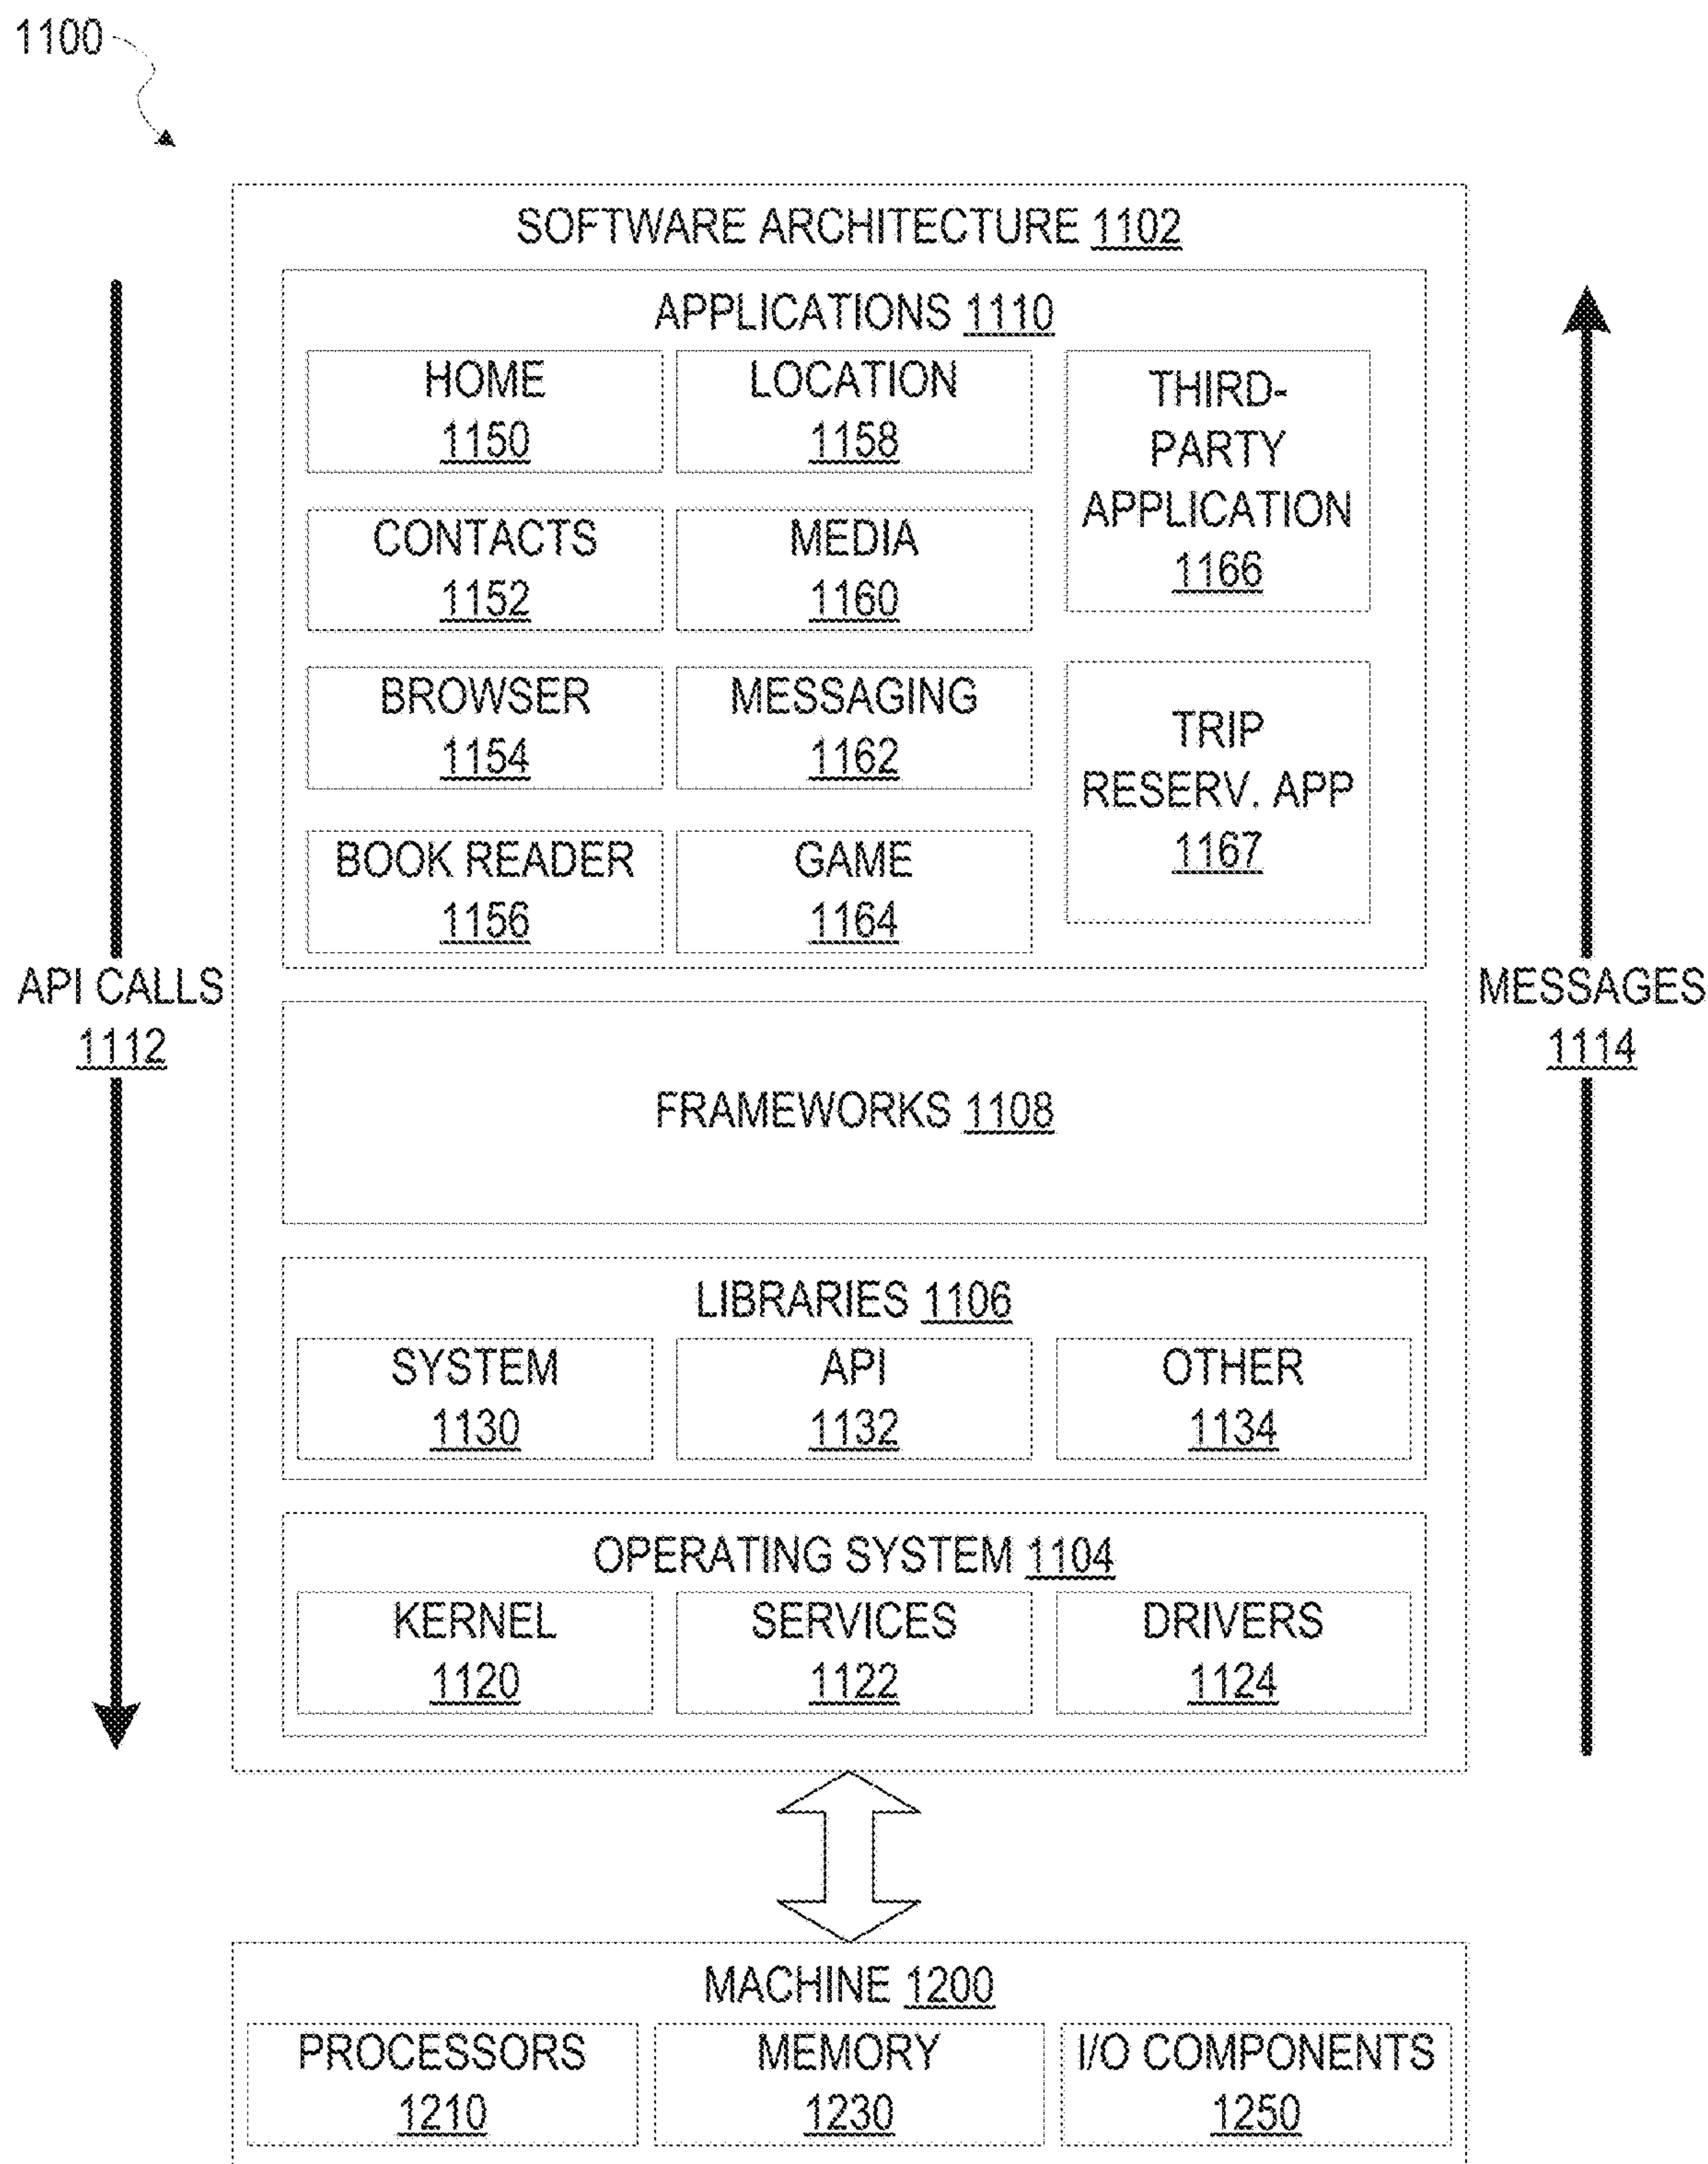 1100
SOFTWARE ARCHITECTURE 1102
APPLICATIONS 1110
HOME
1150
LOCATION
1158
THIRD-
PARTY
APPLICATION
1166
CONTACTS
1152
MEDIA
1160
BROWSER
1154
MESSAGING
1162
TRIP
RESERV. APP
1167
BOOK READER
1156
GAME
1164
API CALLS
1112
MESSAGES
1114
FRAMEWORKS 1108
LIBRARIES 1106
SYSTEM
1130
API
1132
OTHER
1134
OPERATING SYSTEM 1104
KERNEL
1120
SERVICES
1122
DRIVERS
1124
MACHINE 1200
PROCESSORS
1210
MEMORY
1230
I/O COMPONENTS
1250